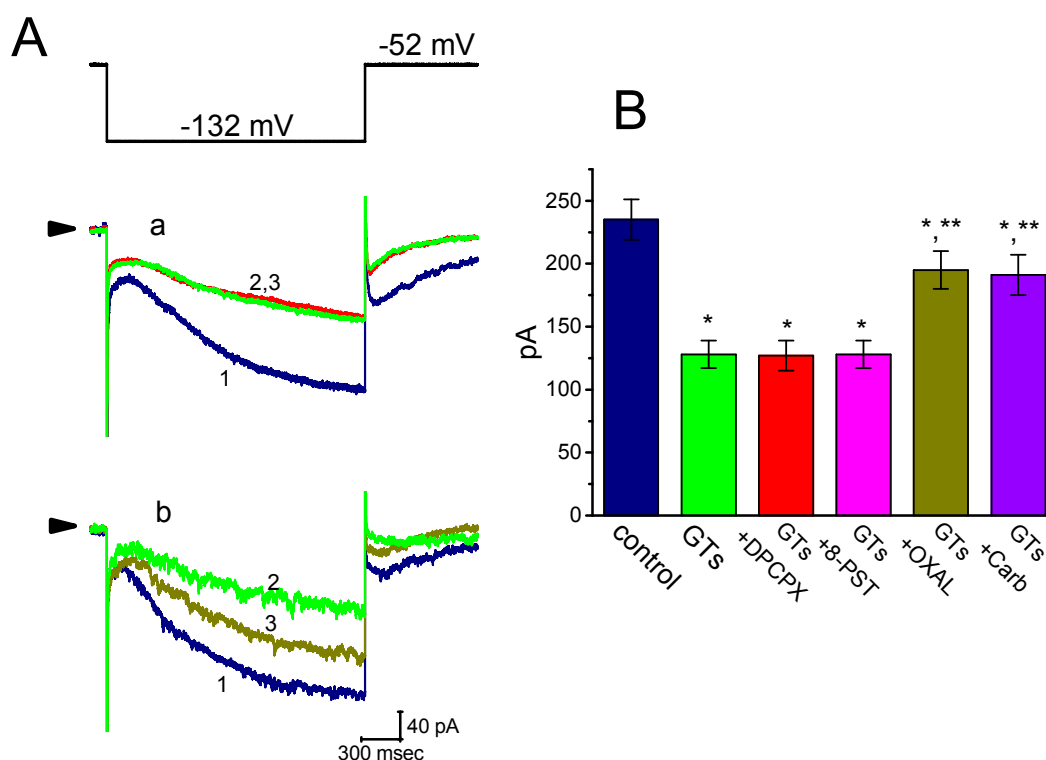 A
-52 mV
-132 mV
a
2,3
1
b
2
3
1
40 pA
300 msec
B
pA
250
200
150
100
50
0
*
*
*
*,**
*,**
control
GTs
GTs
+DPCPX
GTs
+8-PST
GTs
+OXAL
GTs
+Carb